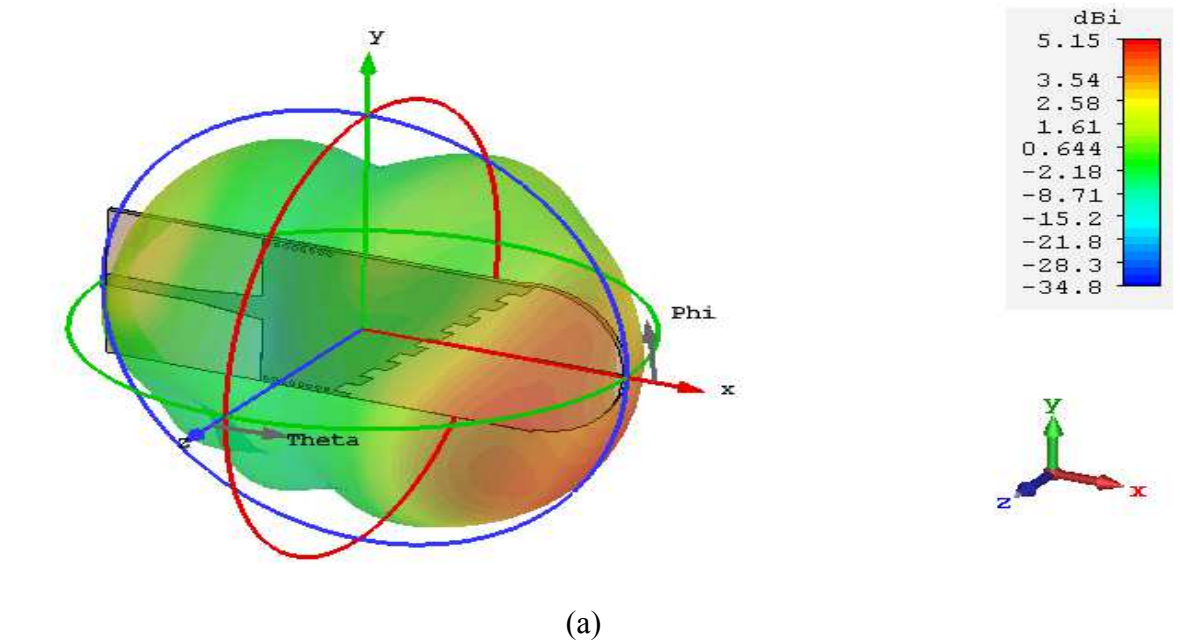 dBi
5.15
3.54
2.58
1.61
0.644
-2.18
-8.71
-15.2
-21.8
-28.3
-34.8
y
Phi
x
z
Theta
y
x
z
(a)